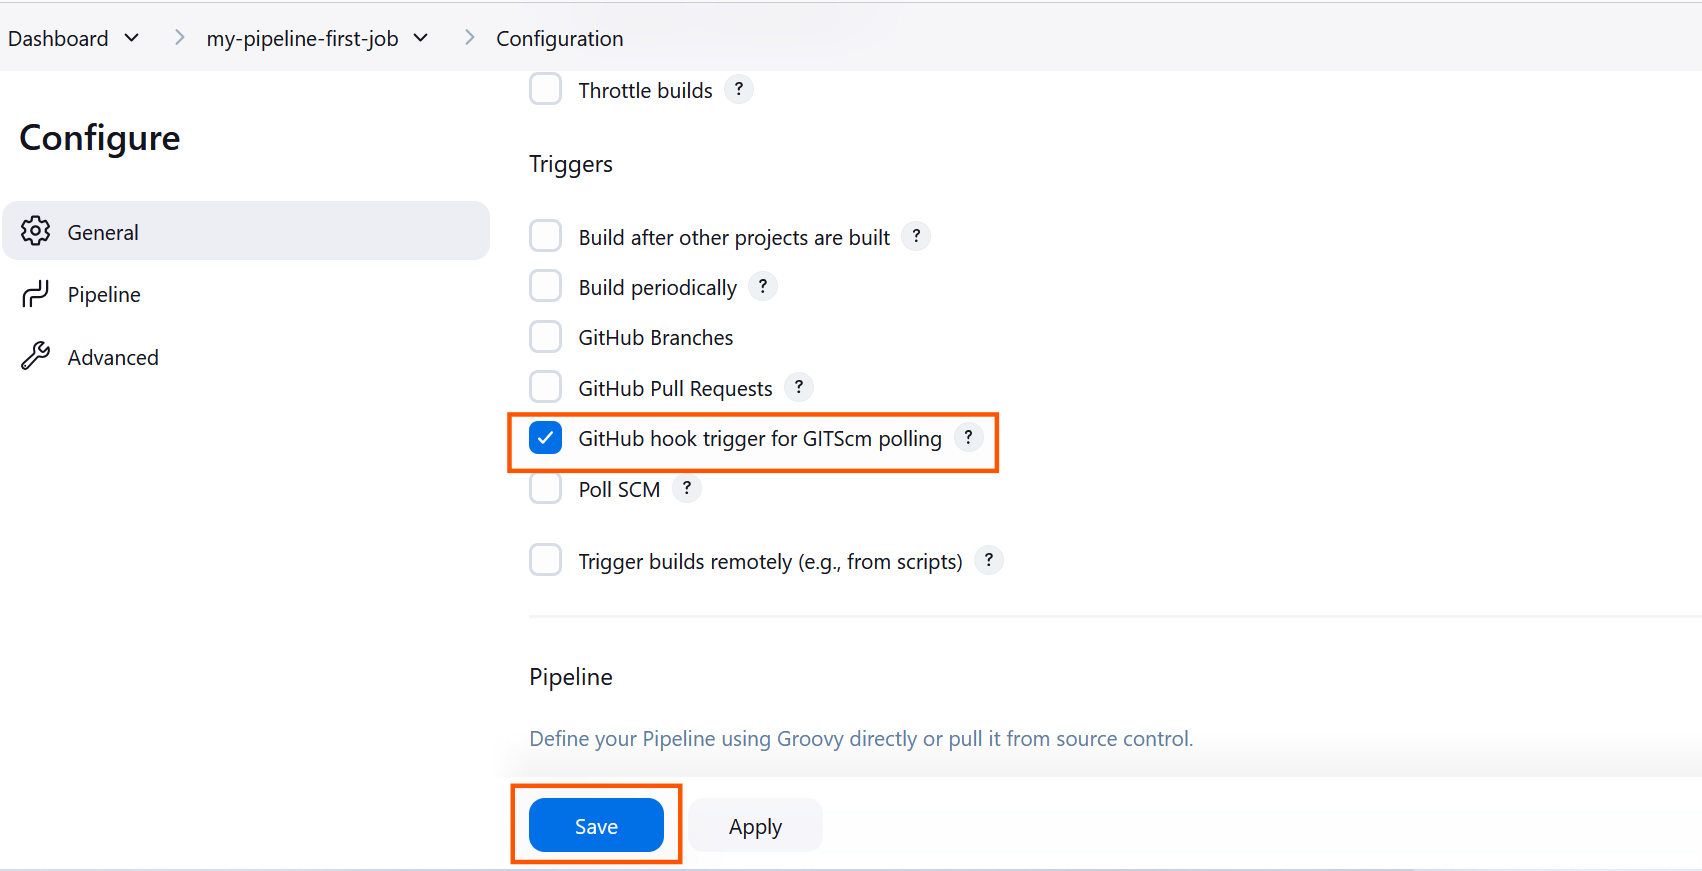 Dashboard my-pipeline-first-job Configuration
Configure
General
Pipeline
Advanced
Throttle builds ?
Triggers
Build after other projects are built ?
Build periodically ?
GitHub Branches
GitHub Pull Requests ?
GitHub hook trigger for GITScm polling ?
Poll SCM ?
Trigger builds remotely (e.g., from scripts) ?
Pipeline
Define your Pipeline using Groovy directly or pull it from source control.
Save Apply